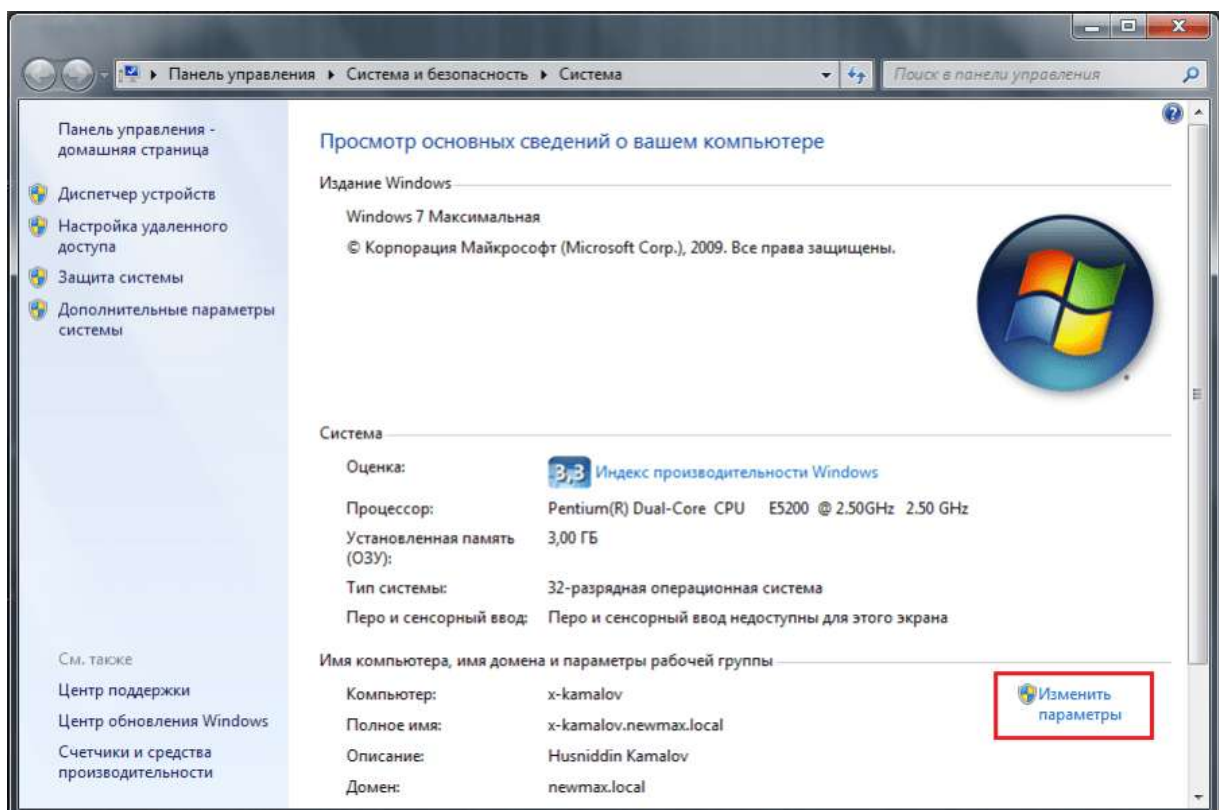 Панель управления ▸ Система и безопасность ▸ Система
Поиск в панели управления
Панель управления -
домашняя страница
Диспетчер устройств
Настройка удаленного
доступа
Защита системы
Дополнительные параметры
системы
См. также
Центр поддержки
Центр обновления Windows
Счетчики и средства
производительности
Просмотр основных сведений о вашем компьютере
Издание Windows
Windows 7 Максимальная
© Корпорация Майкрософт (Microsoft Corp.), 2009. Все права защищены.
Система
Оценка: 3,3 Индекс производительности Windows
Процессор: Pentium(R) Dual-Core CPU E5200 @ 2.50GHz 2.50 GHz
Установленная память 3,00 ГБ
(ОЗУ):
Тип системы: 32-разрядная операционная система
Перо и сенсорный ввод: Перо и сенсорный ввод недоступны для этого экрана
Имя компьютера, имя домена и параметры рабочей группы
Компьютер: x-kamalov
Полное имя: x-kamalov.newmax.local
Описание: Husniddin Kamalov
Домен: newmax.local
Изменить
параметры